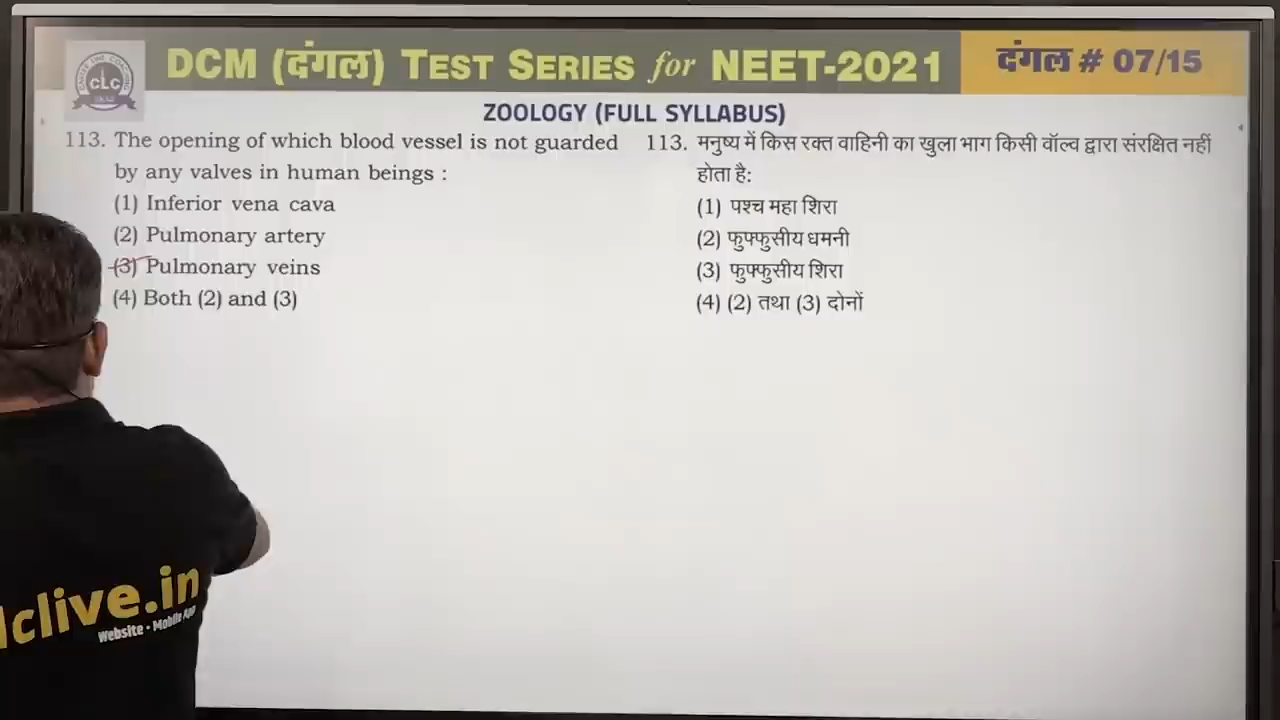 DCM (दंगल) TEST SERIES for NEET-2021
दंगल # 07/15
CLC
ZOOLOGY (FULL SYLLABUS)
113. The opening of which blood vessel is not guarded
by any valves in human beings :
(1) Inferior vena cava
(2) Pulmonary artery
(3) Pulmonary veins
(4) Both (2) and (3)
113. मनुष्य में किस रक्त वाहिनी का खुला भाग किसी वॉल्व द्वारा संरक्षित नहीं
होता है:
(1) पश्च महा शिरा
(2) फुफ्फुसीय धमनी
(3) फुफ्फुसीय शिरा
(4) (2) तथा (3) दोनों
clive.in
Website • Mobile App